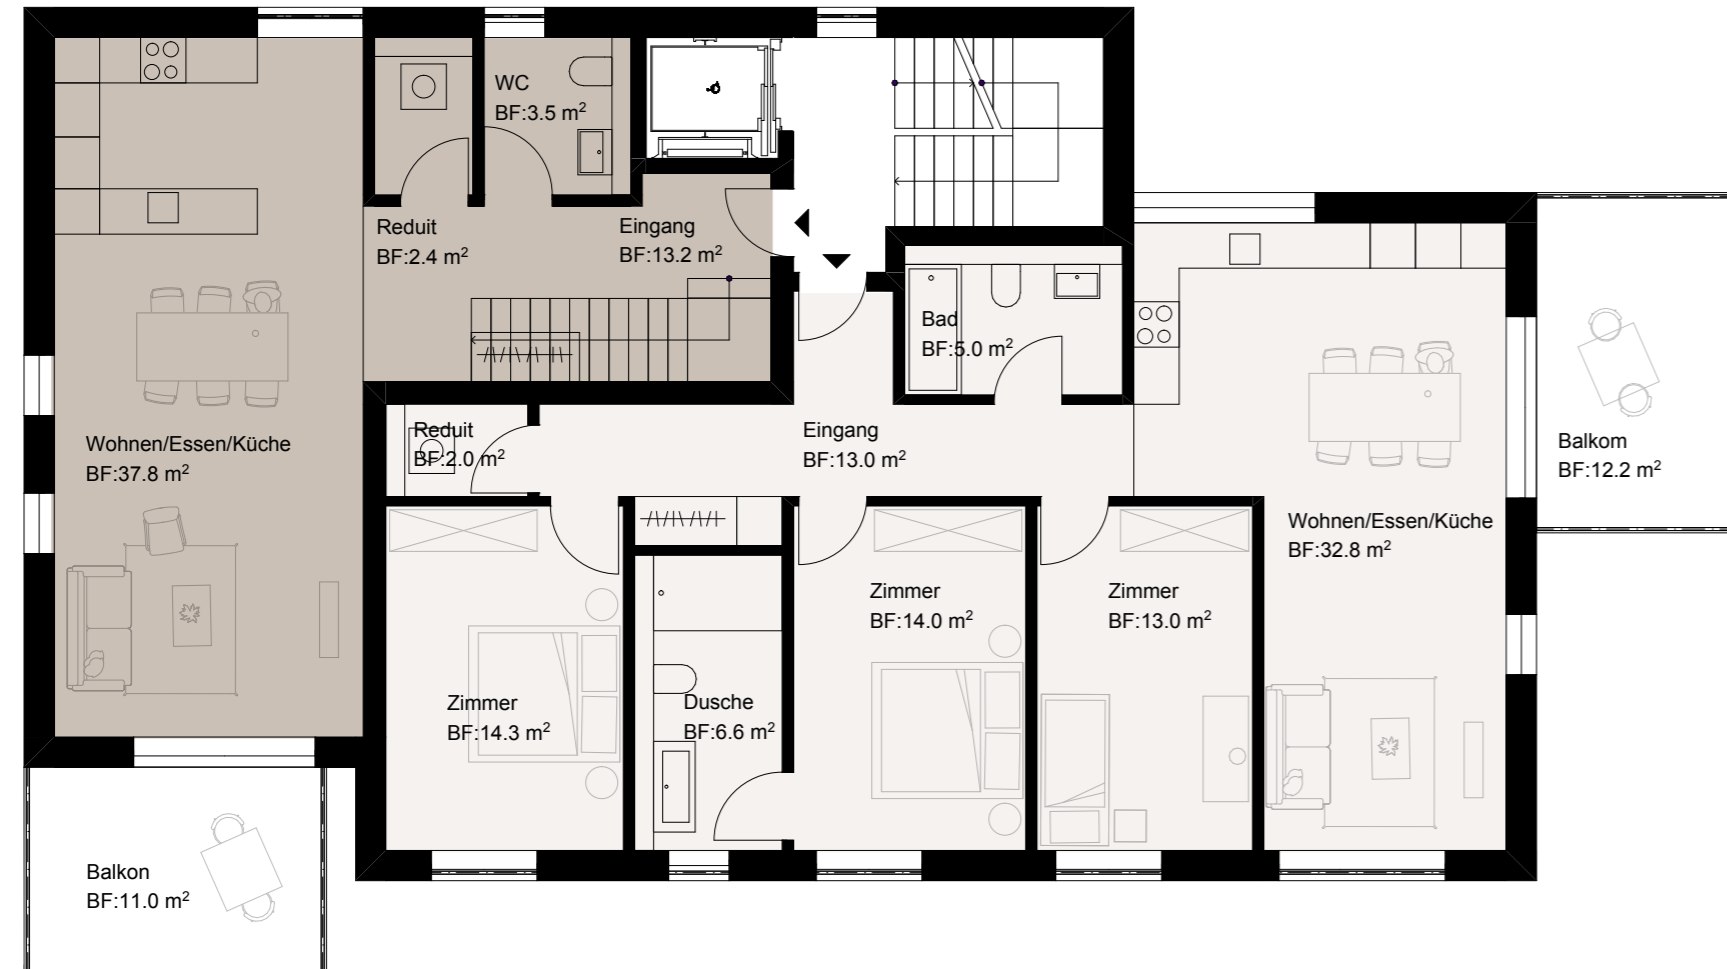 WC
BF:3.5 m²
Reduit
BF:2.4 m²
Eingang
BF:13.2 m²
Bad
BF:5.0 m²
Wohnen/Essen/Küche
BF:37.8 m²
Reduit
BF:2.0 m²
Eingang
BF:13.0 m²
Balkom
BF:12.2 m²
Wohnen/Essen/Küche
BF:32.8 m²
Zimmer
BF:14.0 m²
Zimmer
BF:13.0 m²
Zimmer
BF:14.3 m²
Dusche
BF:6.6 m²
Balkon
BF:11.0 m²